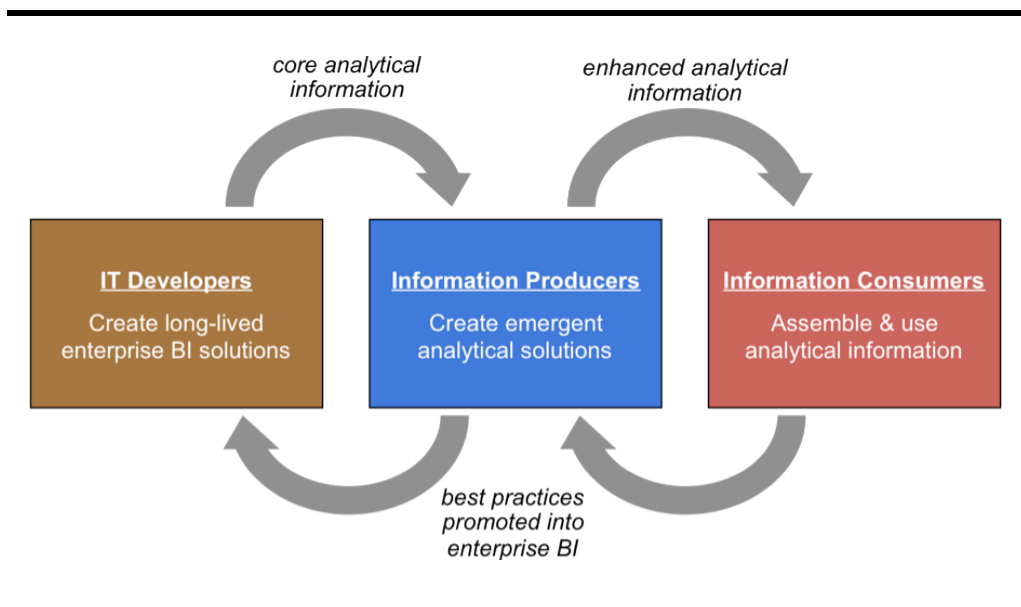 core analytical
information
enhanced analytical
information
IT Developers
Create long-lived
enterprise BI solutions
Information Producers
Create emergent
analytical solutions
Information Consumers
Assemble & use
analytical information
best practices
promoted into
enterprise BI